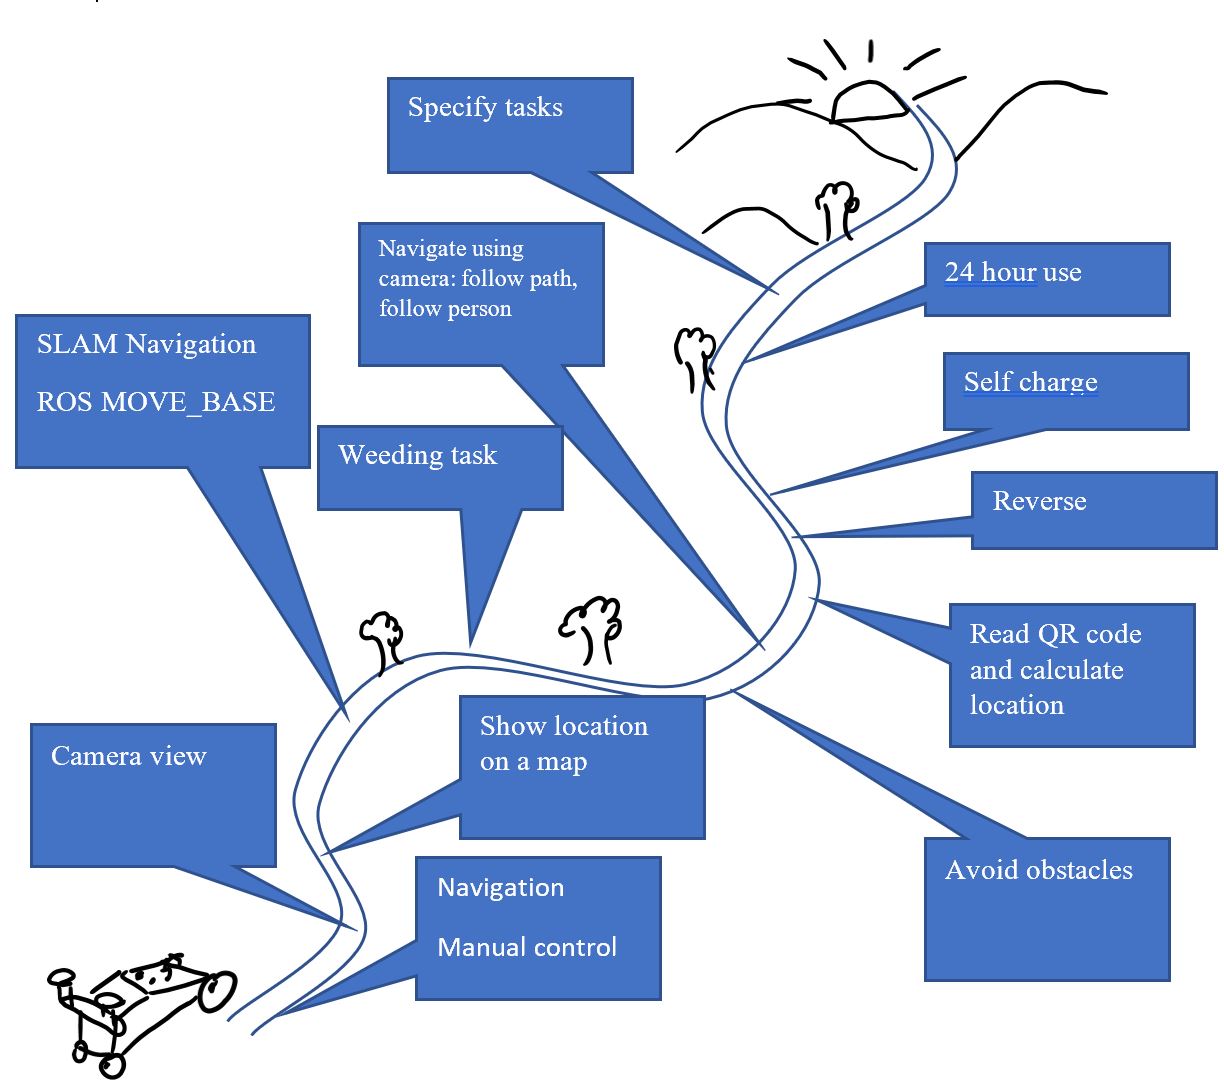 Specify tasks
Navigate using
camera: follow path,
follow person
24 hour use
SLAM Navigation
ROS MOVE_BASE
Self charge
Weeding task
Reverse
Read QR code
and calculate
location
Show location
on a map
Camera view
Avoid obstacles
Navigation
Manual control